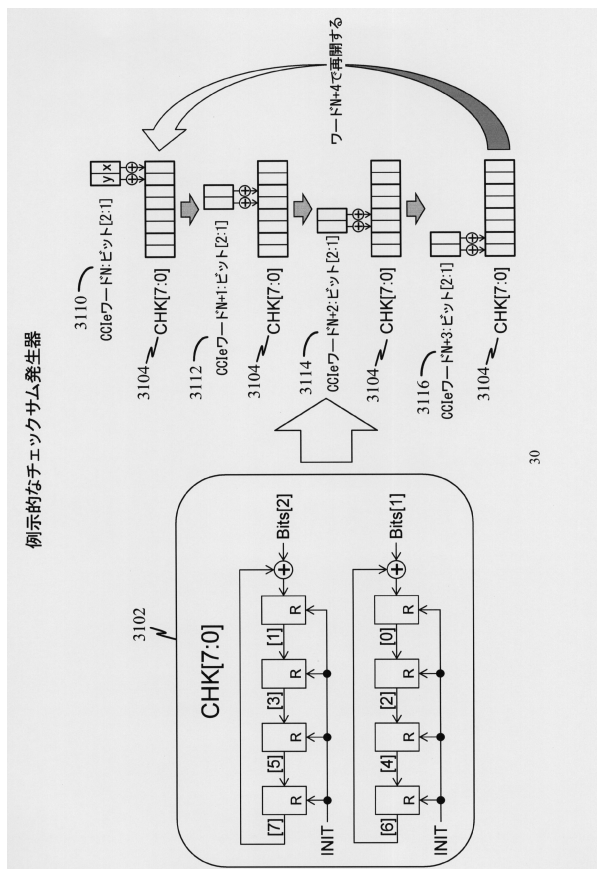 例示的なチェックサム発生器
3102
CHK[7:0]
[7]
[5]
[3]
[1]
R
R
R
R
Bits[2]
INIT
[6]
[4]
[2]
[0]
R
R
R
R
Bits[1]
INIT
3110
CCIeワードN:ビット[2:1]
y x
3104
CHK[7:0]
3112
CCIeワードN+1:ビット[2:1]
3104
CHK[7:0]
3114
CCIeワードN+2:ビット[2:1]
3104
CHK[7:0]
3116
CCIeワードN+3:ビット[2:1]
3104
CHK[7:0]
ワードN+4で再開する
30